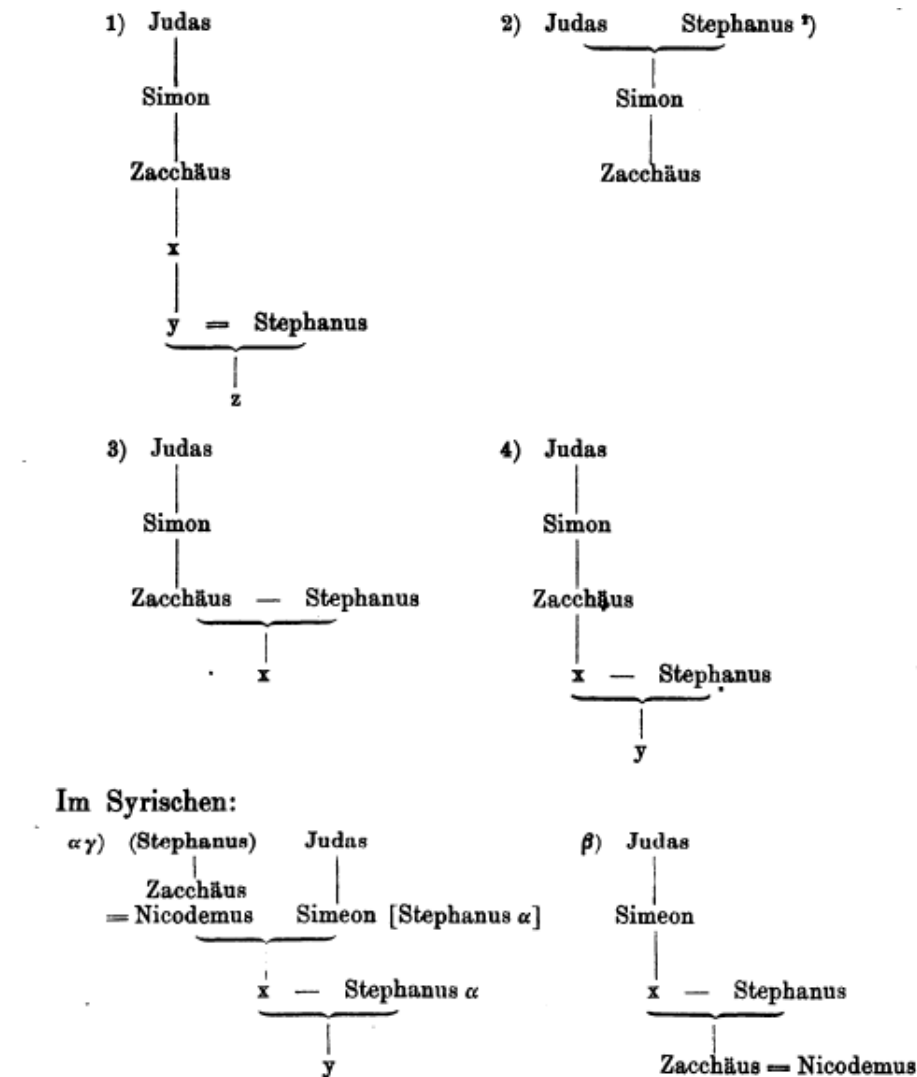 1) Judas
Simon
Zacchäus
x
y = Stephanus
z
2) Judas Stephanus ²)
Simon
Zacchäus
3) Judas
Simon
Zacchäus — Stephanus
x
4) Judas
Simon
Zacchäus
x — Stephanus
y
Im Syrischen:
αγ) (Stephanus) Judas
Zacchäus
= Nicodemus Simeon [Stephanus α]
x — Stephanus α
y
β) Judas
Simeon
x — Stephanus
Zacchäus = Nicodemus